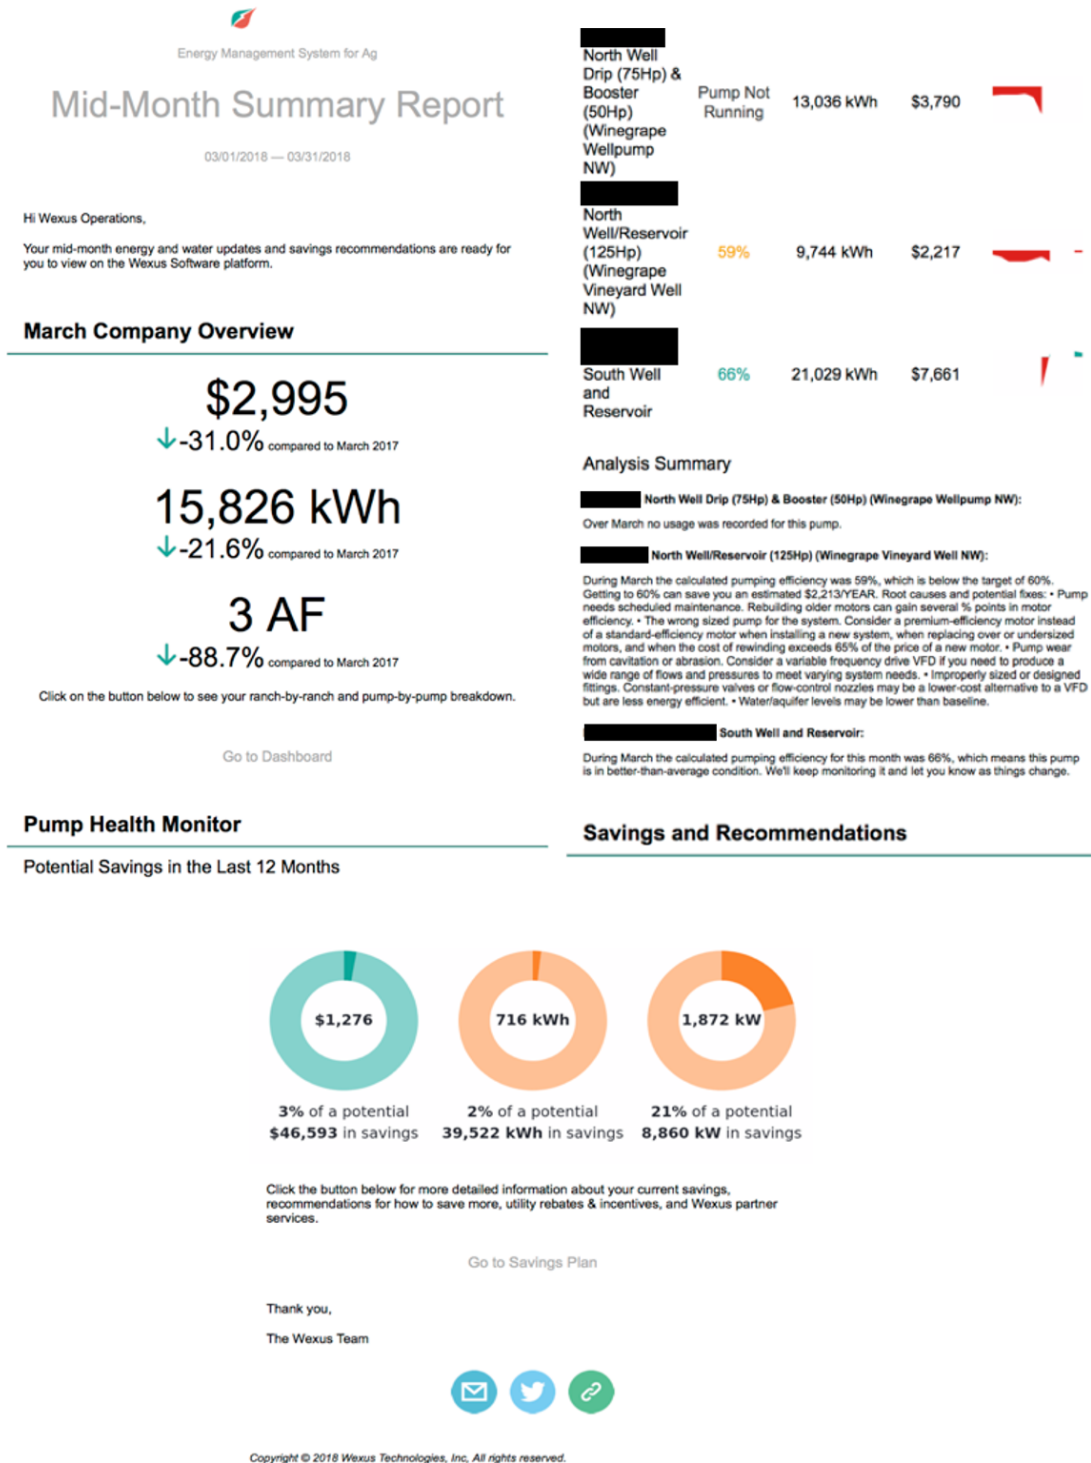 Energy Management System for Ag
Mid-Month Summary Report
03/01/2018 — 03/31/2018
Hi Wexus Operations,
Your mid-month energy and water updates and savings recommendations are ready for
you to view on the Wexus Software platform.
March Company Overview
$2,995
↓-31.0% compared to March 2017
15,826 kWh
↓-21.6% compared to March 2017
3 AF
↓-88.7% compared to March 2017
Click on the button below to see your ranch-by-ranch and pump-by-pump breakdown.
Go to Dashboard
Pump Health Monitor
Potential Savings in the Last 12 Months
North Well
Drip (75Hp) &
Booster
(50Hp)
(Winegrape
Wellpump
NW)
Pump Not
Running
13,036 kWh
$3,790
North
Well/Reservoir
(125Hp)
(Winegrape
Vineyard Well
NW)
59%
9,744 kWh
$2,217
South Well
and
Reservoir
66%
21,029 kWh
$7,661
Analysis Summary
North Well Drip (75Hp) & Booster (50Hp) (Winegrape Wellpump NW):
Over March no usage was recorded for this pump.
North Well/Reservoir (125Hp) (Winegrape Vineyard Well NW):
During March the calculated pumping efficiency was 59%, which is below the target of 60%.
Getting to 60% can save you an estimated $2,213/YEAR. Root causes and potential fixes: • Pump
needs scheduled maintenance. Rebuilding older motors can gain several % points in motor
efficiency. • The wrong sized pump for the system. Consider a premium-efficiency motor instead
of a standard-efficiency motor when installing a new system, when replacing over or undersized
motors, and when the cost of rewinding exceeds 65% of the price of a new motor. • Pump wear
from cavitation or abrasion. Consider a variable frequency drive VFD if you need to produce a
wide range of flows and pressures to meet varying system needs. • Improperly sized or designed
fittings. Constant-pressure valves or flow-control nozzles may be a lower-cost alternative to a VFD
but are less energy efficient. • Water/aquifer levels may be lower than baseline.
South Well and Reservoir:
During March the calculated pumping efficiency for this month was 66%, which means this pump
is in better-than-average condition. We'll keep monitoring it and let you know as things change.
Savings and Recommendations
$1,276
3% of a potential
$46,593 in savings
716 kWh
2% of a potential
39,522 kWh in savings
1,872 kW
21% of a potential
8,860 kW in savings
Click the button below for more detailed information about your current savings,
recommendations for how to save more, utility rebates & incentives, and Wexus partner
services.
Go to Savings Plan
Thank you,
The Wexus Team
Copyright © 2018 Wexus Technologies, Inc, All rights reserved.